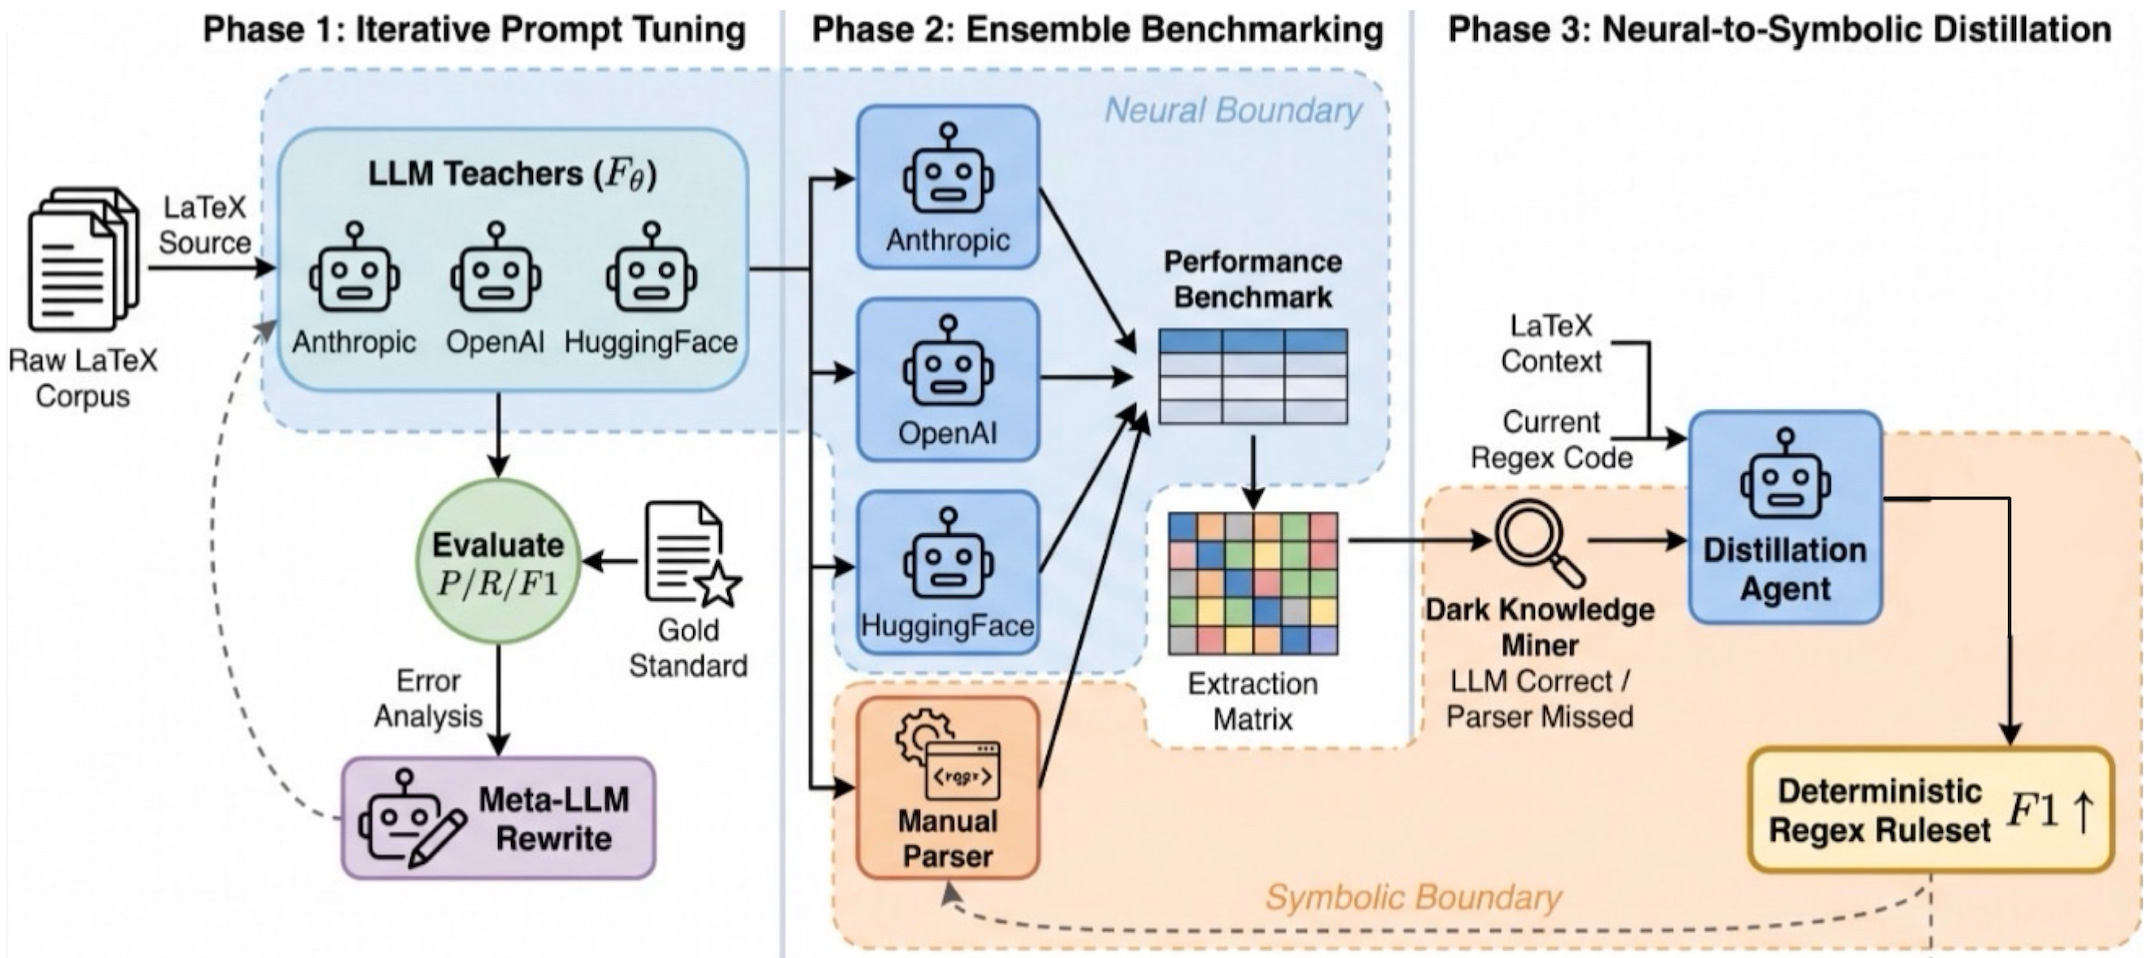 Phase 1: Iterative Prompt Tuning
Phase 2: Ensemble Benchmarking
Phase 3: Neural-to-Symbolic Distillation
Neural Boundary
LLM Teachers (Fθ)
Anthropic
OpenAI
HuggingFace
LaTeX
Source
Raw LaTeX
Corpus
Evaluate
P/R/F1
Gold
Standard
Error
Analysis
Meta-LLM
Rewrite
Anthropic
OpenAI
HuggingFace
Manual
Parser
Performance
Benchmark
Extraction
Matrix
LaTeX
Context
Current
Regex Code
Dark Knowledge
Miner
LLM Correct /
Parser Missed
Distillation
Agent
Deterministic
Regex Ruleset
F1 ↑
Symbolic Boundary